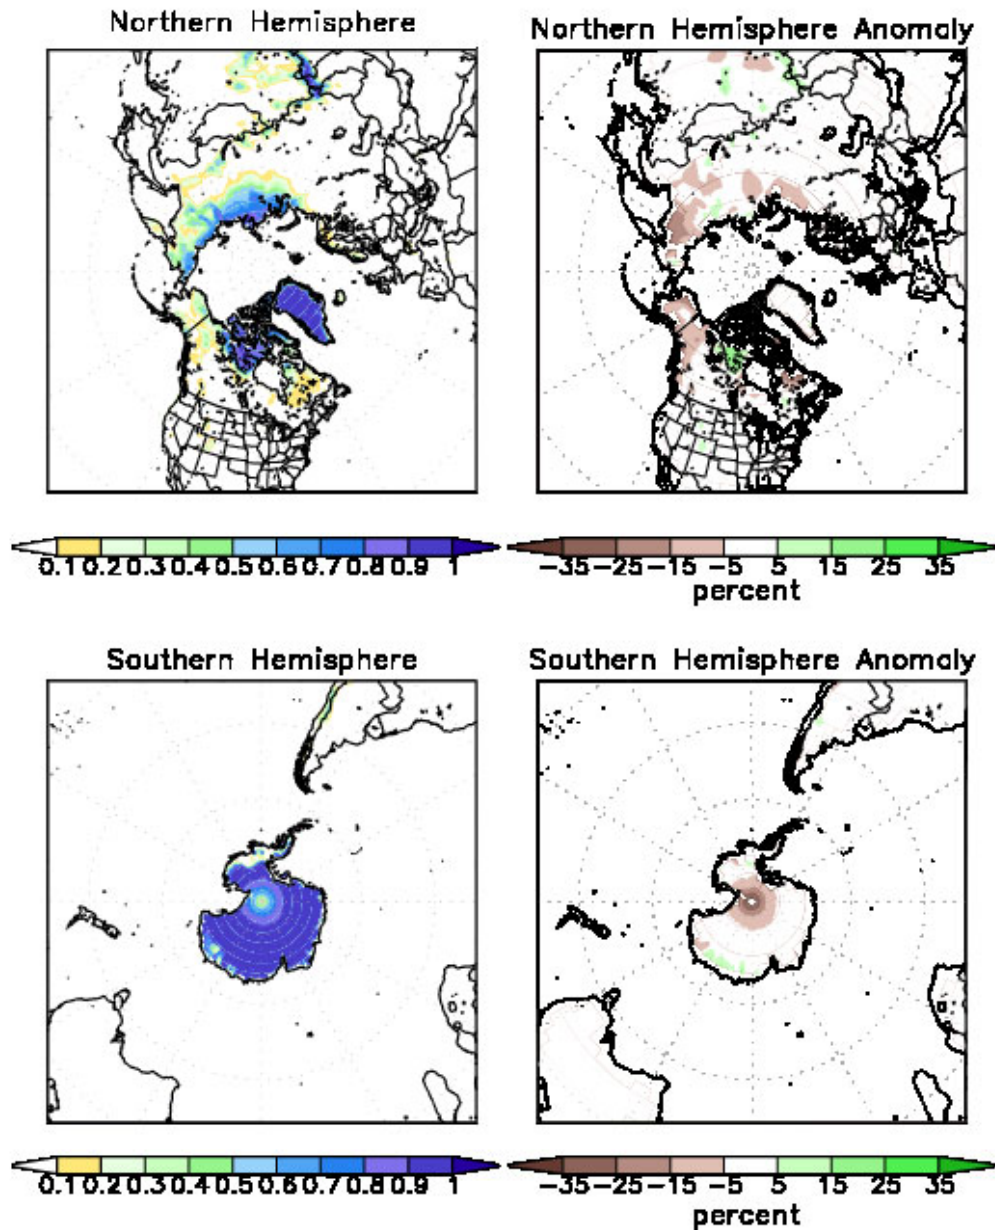 Northern Hemisphere
Northern Hemisphere Anomaly
0.1 0.2 0.3 0.4 0.5 0.6 0.7 0.8 0.9 1
-35 -25 -15 -5 5 15 25 35
percent
Southern Hemisphere
Southern Hemisphere Anomaly
0.1 0.2 0.3 0.4 0.5 0.6 0.7 0.8 0.9 1
-35 -25 -15 -5 5 15 25 35
percent